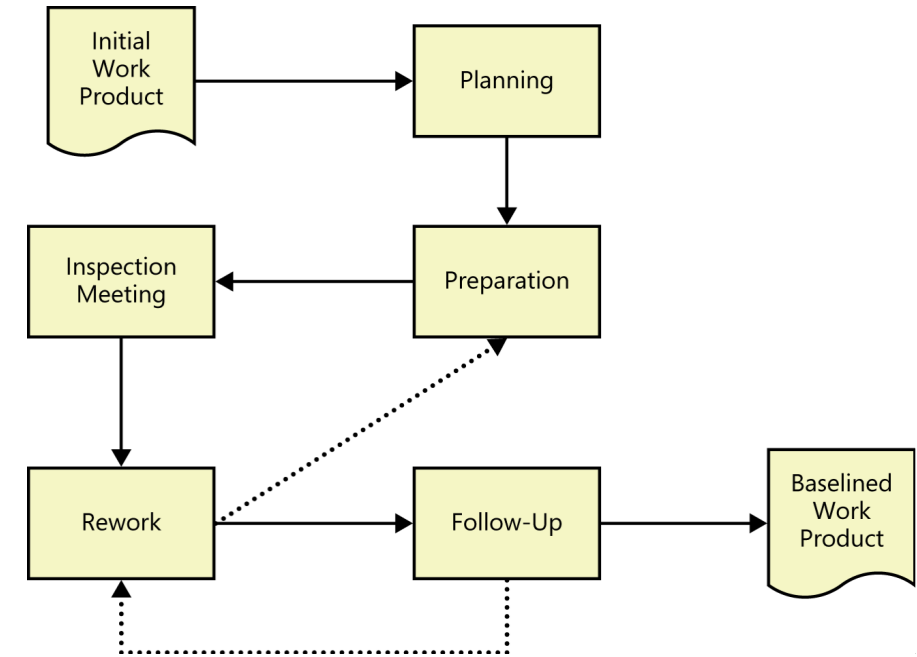 Initial
Work
Product
Planning
Inspection
Meeting
Preparation
Rework
Follow-Up
Baselined
Work
Product